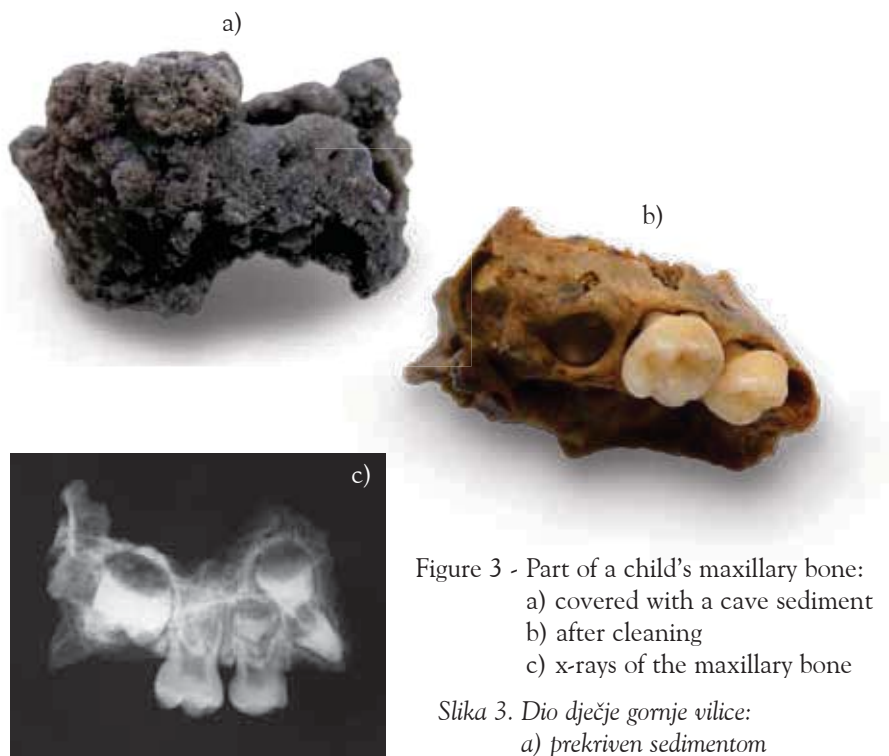 a)
b)
c)
Figure 3 - Part of a child's maxillary bone:
a) covered with a cave sediment
b) after cleaning
c) x-rays of the maxillary bone
Slika 3. Dio dječje gornje vilice:
a) prekriven sedimentom